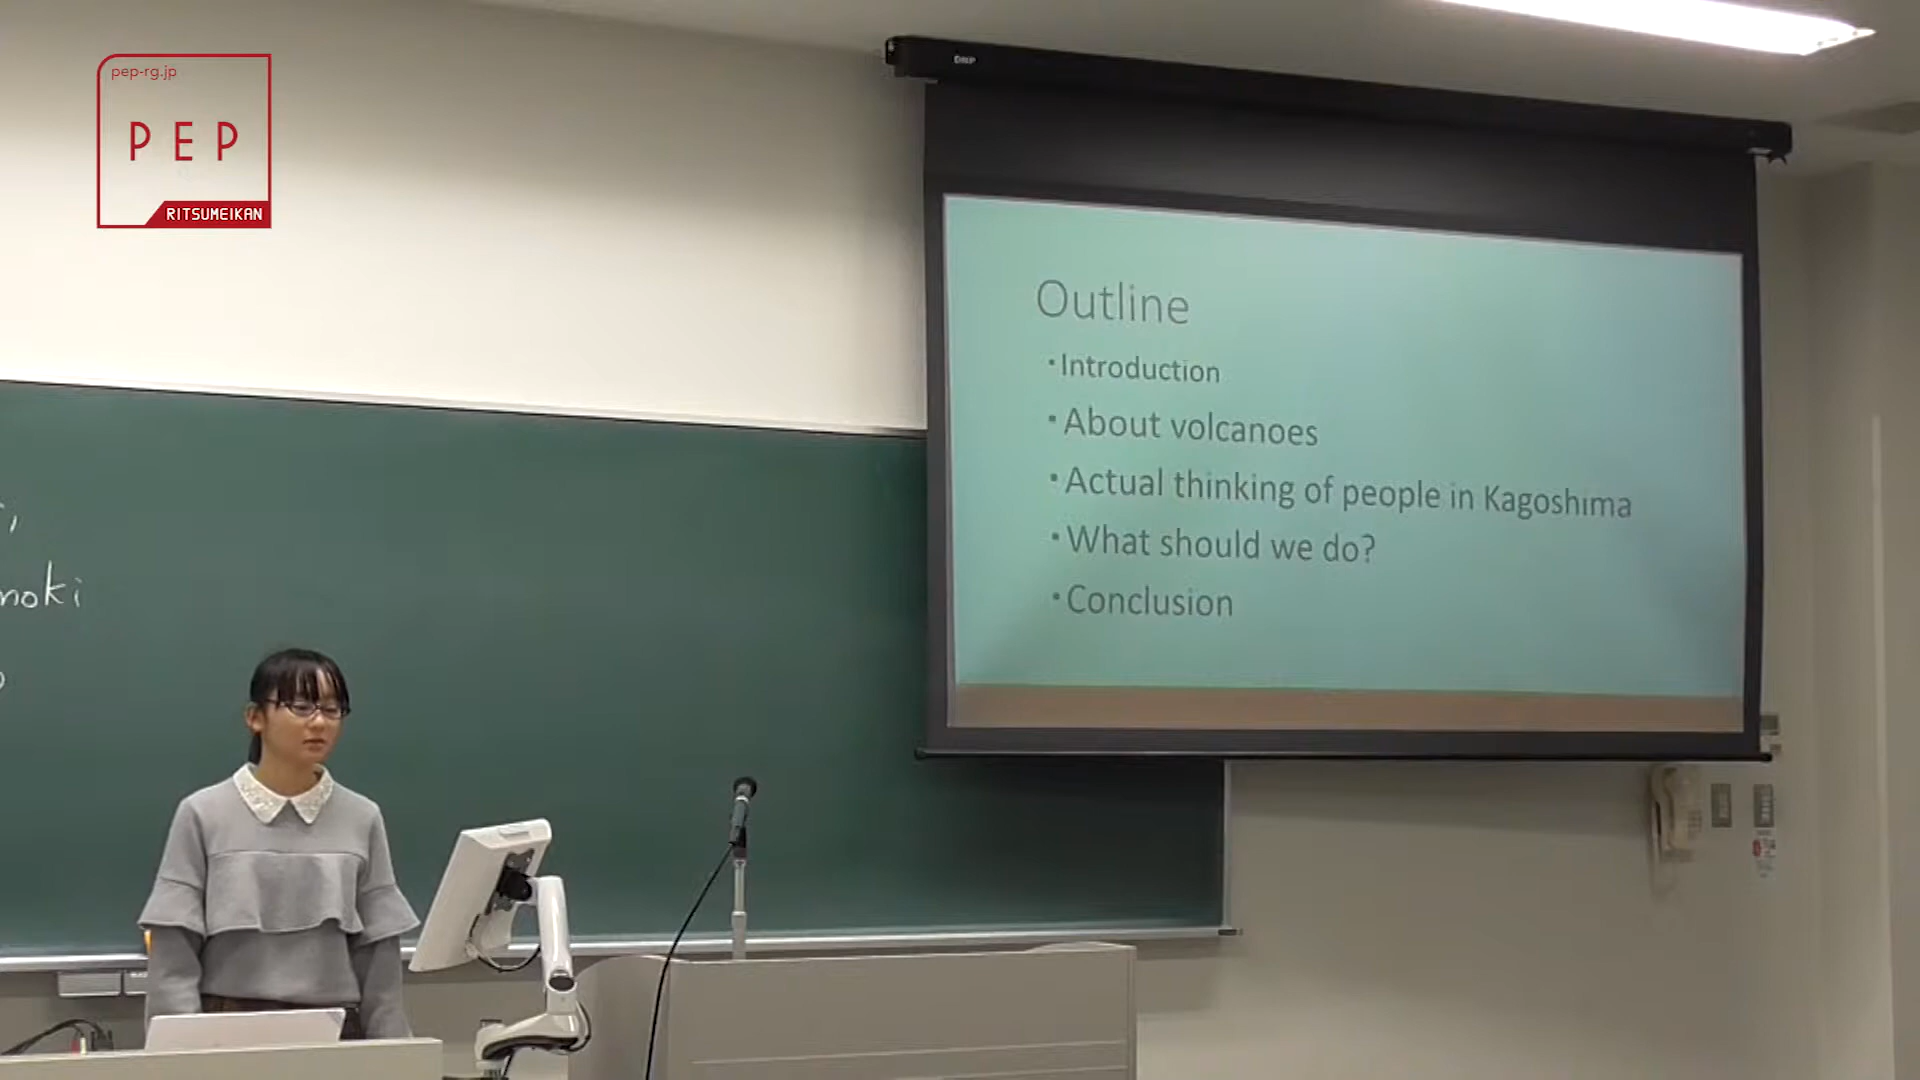 pep-rg.jp
PEP
RITSUMEIKAN
Outline
・Introduction
・About volcanoes
・Actual thinking of people in Kagoshima
・What should we do?
・Conclusion